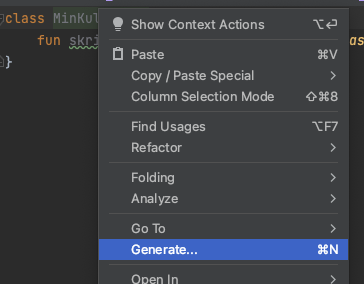 class MinKul
Show Context Actions ⌥⏎
fun skri
as
Paste ⌘V
}
Copy / Paste Special >
Column Selection Mode ⇧⌘8
Find Usages ⌥F7
Refactor >
Folding >
Analyze >
Go To >
Generate... ⌘N
Open In >